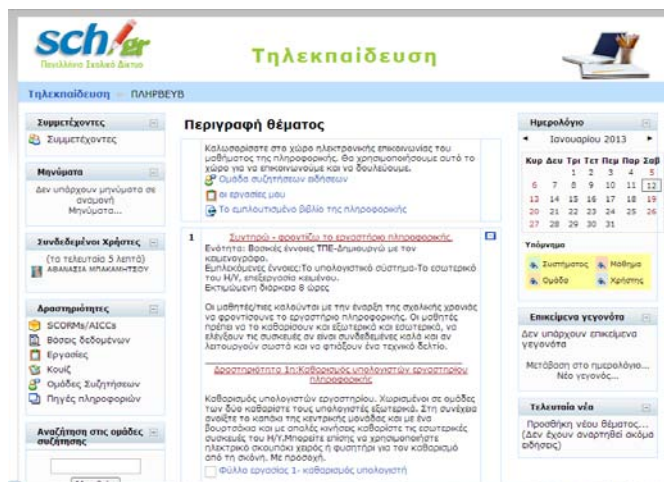 sch.gr
Πανελλήνιο Σχολικό Δίκτυο
Τηλεκπαίδευση
Τηλεκπαίδευση ΠΛΗΡΒΕΥΒ
Συμμετέχοντες
Συμμετέχοντες
Μηνύματα
Δεν υπάρχουν μηνύματα σε
αναμονή
Μηνύματα...
Συνδεδεμένοι Χρήστες
(τα τελευταία 5 λεπτά)
ΑΘΑΝΑΣΙΑ ΜΠΑΚΑΜΗΤΣΟΥ
Δραστηριότητες
SCORMs/AICCs
Βάσεις δεδομένων
Εργασίες
Κουίζ
Ομάδες Συζητήσεων
Πηγές πληροφοριών
Αναζήτηση στις ομάδες
συζήτησης
Περιγραφή θέματος
Καλωσορίσατε στο χώρο ηλεκτρονικής επικοινωνίας του
μαθήματος της πληροφορικής. Θα χρησιμοποιήσουμε αυτό το
χώρο για να επικοινωνούμε και να δουλεύουμε.
Ομάδα συζητήσεων ειδήσεων
οι εργασίες μου
Το εμπλουτισμένο βιβλίο της πληροφορικής
1 Συντηρώ - φροντίζω το εργαστήριο πληροφορικής.
Ενότητα: Βασικές έννοιες ΤΠΕ-Δημιουργώ με τον
κειμενογράφο.
Εμπλεκόμενες έννοιες:Το υπολογιστικό σύστημα-Το εσωτερικό
του Η/Υ, επεξεργασία κειμένου.
Εκτιμώμενη διάρκεια 8 ώρες
Οι μαθητές/τριες καλούνται με την έναρξη της σχολικής χρονιάς
να φροντίσουνε το εργαστήριο πληροφορικής. Οι μαθητές
πρέπει να το καθαρίσουν και εξωτερικά και εσωτερικά, να
ελέγξουν τις συσκευές αν είναι συνδεδεμένες καλά και αν
λειτουργούν σωστά και να φτιάξουν ένα τεχνικό δελτίο.
Δραστηριότητα 1η:Καθαρισμός υπολογιστών εργαστηρίου
πληροφορικής
Καθαρισμός υπολογιστών εργαστηρίου. Χωρισμένοι σε ομάδες
των δύο καθαρίστε τους υπολογιστές εξωτερικά. Στη συνέχεια
ανοίξτε το καπάκι της κεντρικής μονάδας και με ένα
βουρτσάκι και με απαλές κινήσεις καθαρίστε τις εσωτερικές
συσκευές του Η/Υ.Μπορείτε επίσης να χρησιμοποιήστε
ηλεκτρικό σκουπάκι χειρός ή φυσητήρι για τον καθαρισμό
από τη σκόνη. Με προσοχή.
Φύλλο εργασίας 1- καθαρισμός υπολογιστή
Ημερολόγιο
Ιανουαρίου 2013
Κυρ Δευ Τρι Τετ Πεμ Παρ Σαβ
1 2 3 4 5
6 7 8 9 10 11 12
13 14 15 16 17 18 19
20 21 22 23 24 25 26
27 28 29 30 31
Υπόμνημα
Συστήματος Μάθημα
Ομάδα Χρήστης
Επικείμενα γεγονότα
Δεν υπάρχουν επικείμενα
γεγονότα
Μετάβαση στο ημερολόγιο...
Νέο γεγονός...
Τελευταία νέα
Προσθήκη νέου θέματος...
(Δεν έχουν αναρτηθεί ακόμα
ειδήσεις)